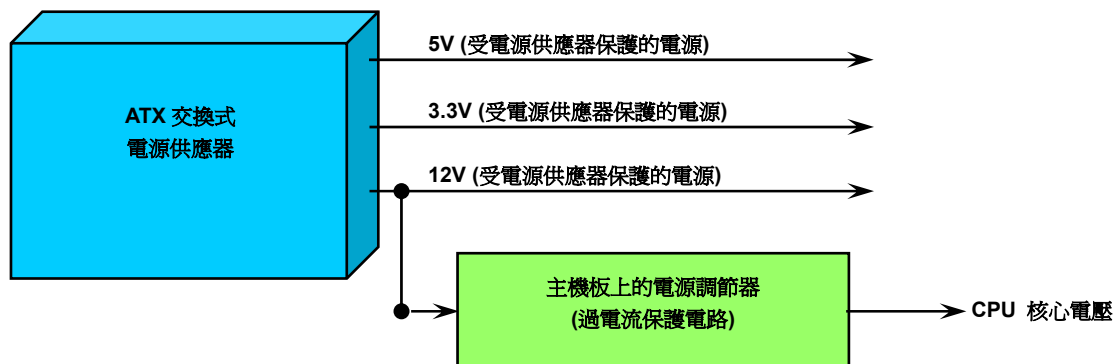 5V (受電源供應器保護的電源)
ATX 交換式
電源供應器
3.3V (受電源供應器保護的電源)
12V (受電源供應器保護的電源)
主機板上的電源調節器
(過電流保護電路)
CPU 核心電壓